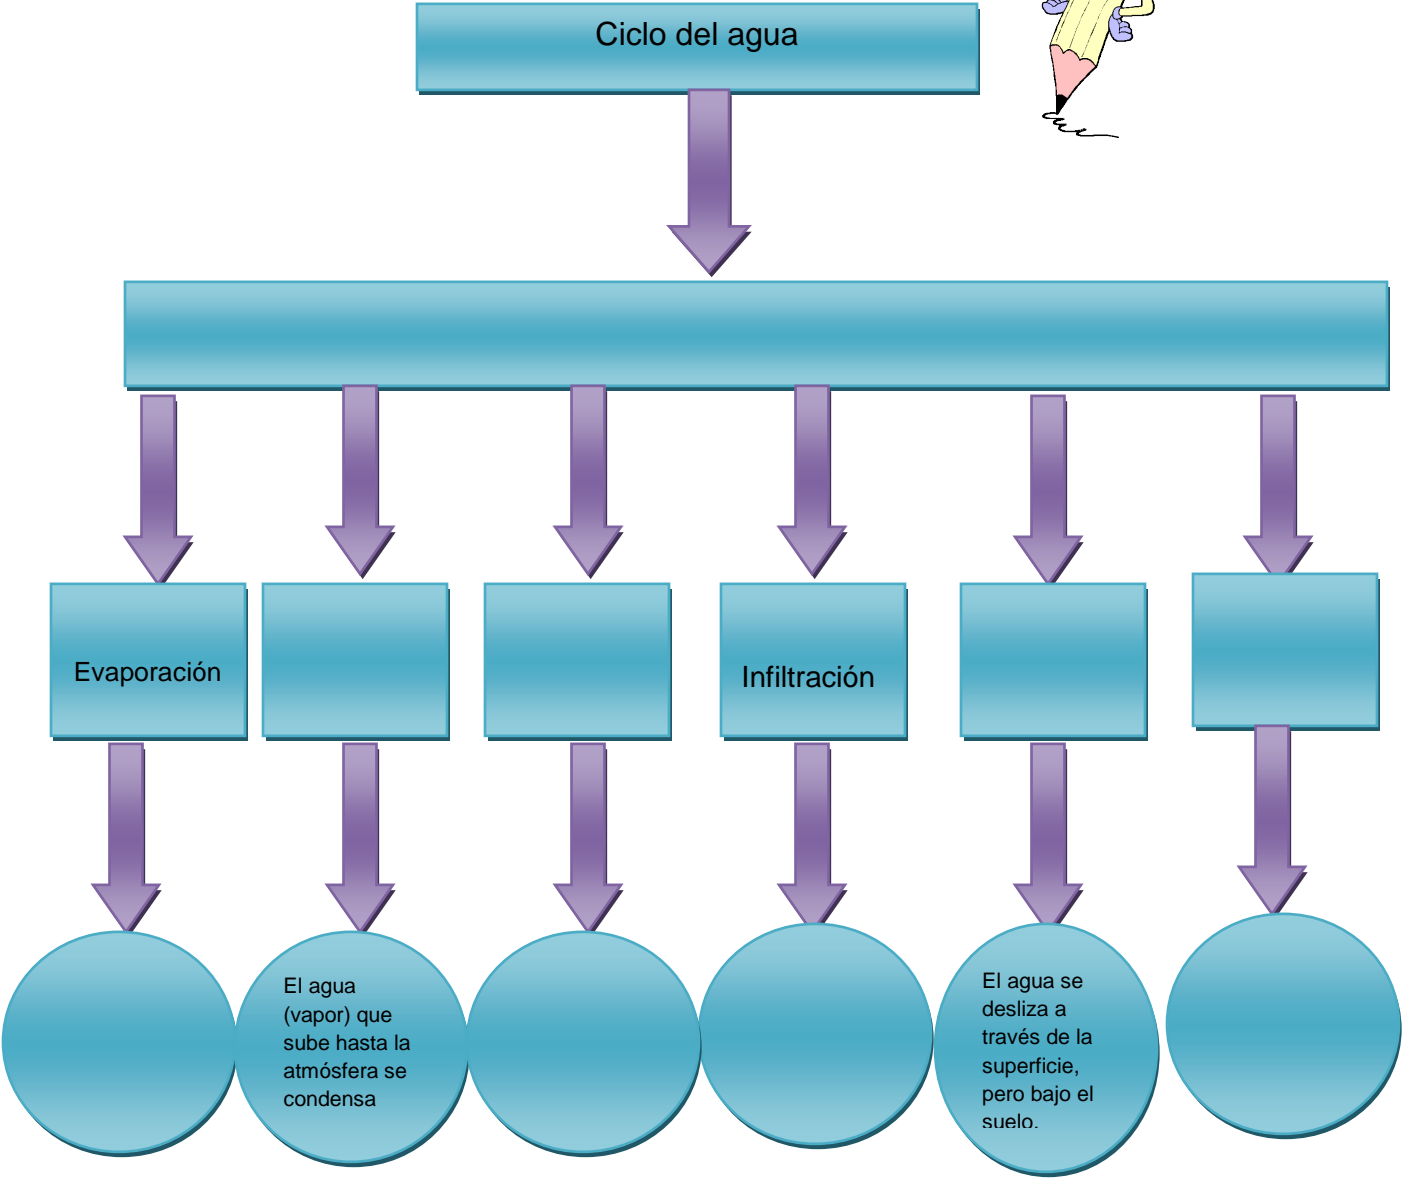 Ciclo del agua
Evaporación
Infiltración
El agua
(vapor) que
sube hasta la
atmósfera se
condensa
El agua se
desliza a
través de la
superficie,
pero bajo el
suelo.